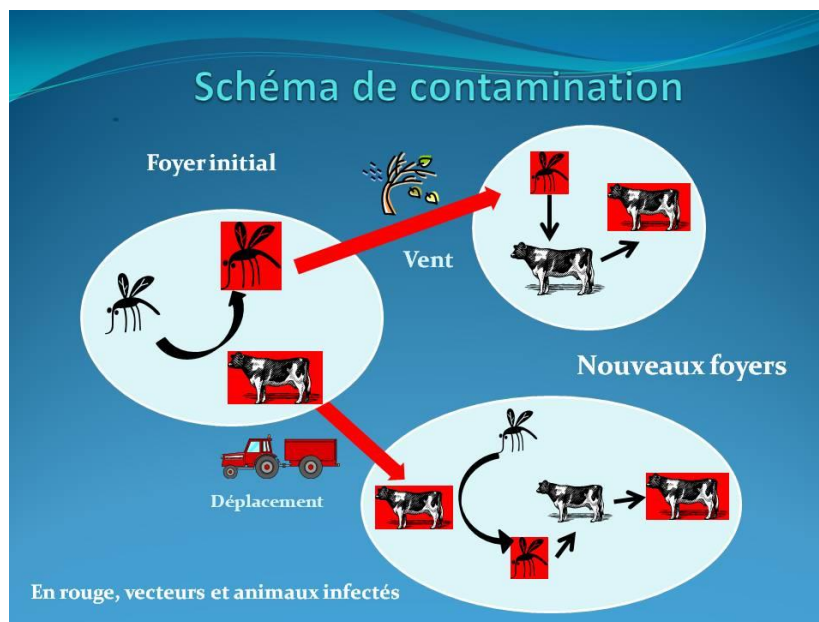 Schéma de contamination
Foyer initial
Vent
Nouveaux foyers
Déplacement
En rouge, vecteurs et animaux infectés